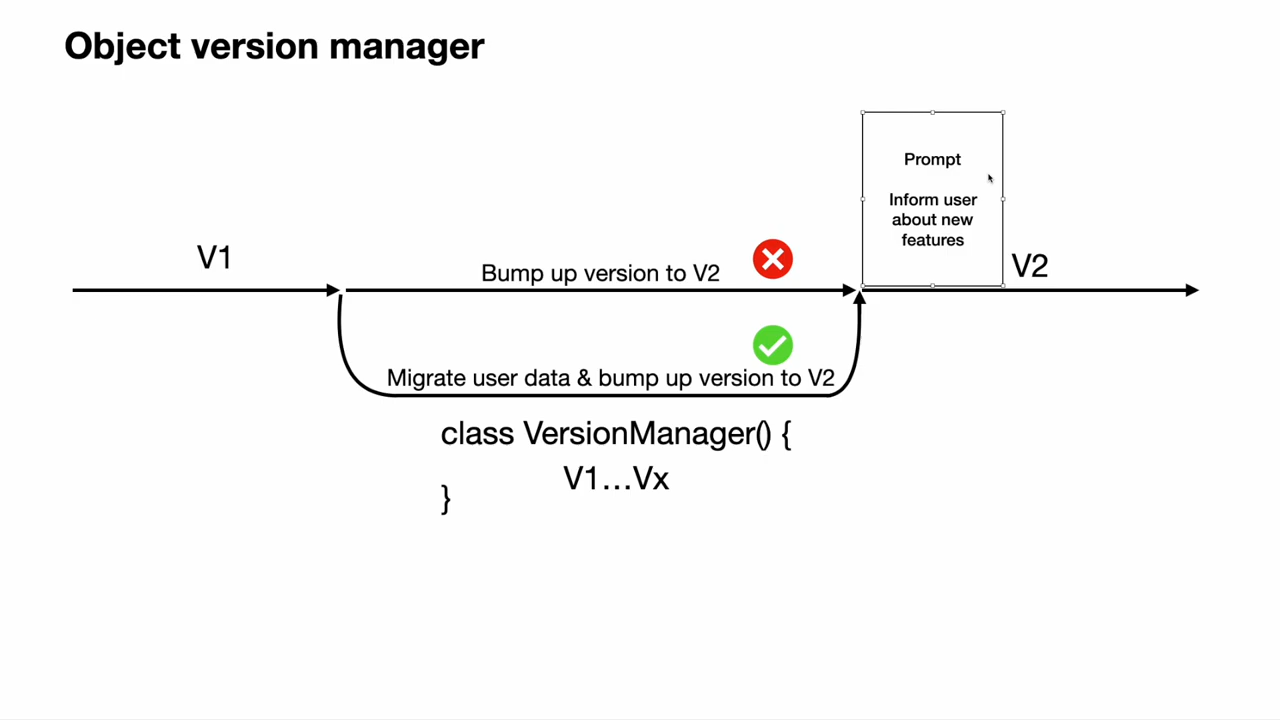 Object version manager
Prompt
Inform user
about new
features
V1
Bump up version to V2
V2
Migrate user data & bump up version to V2
class VersionManager() {
V1...Vx
}